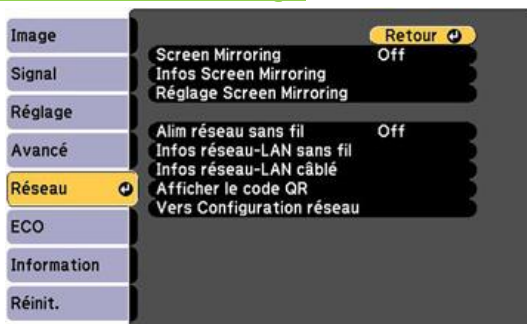 Image
Signal
Réglage
Avancé
Réseau
ECO
Information
Réinit.
Retour
Screen Mirroring Off
Infos Screen Mirroring
Réglage Screen Mirroring
Alim réseau sans fil Off
Infos réseau-LAN sans fil
Infos réseau-LAN câblé
Afficher le code QR
Vers Configuration réseau